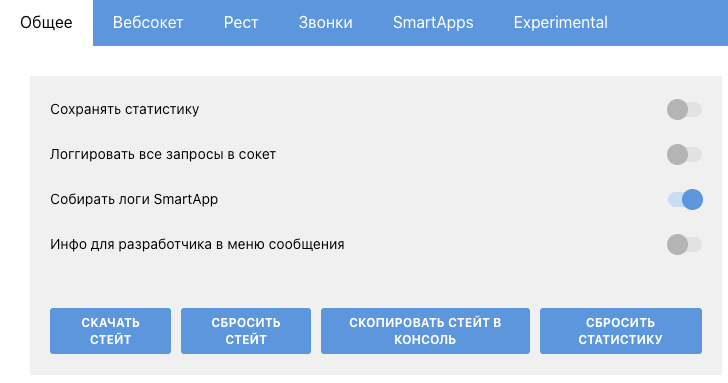 Общее Вебсокет Рест Звонки SmartApps Experimental
Сохранять статистику
Логгировать все запросы в сокет
Собирать логи SmartApp
Инфо для разработчика в меню сообщения
СКАЧАТЬ СТЕЙТ
СБРОСИТЬ СТЕЙТ
СКОПИРОВАТЬ СТЕЙТ В КОНСОЛЬ
СБРОСИТЬ СТАТИСТИКУ